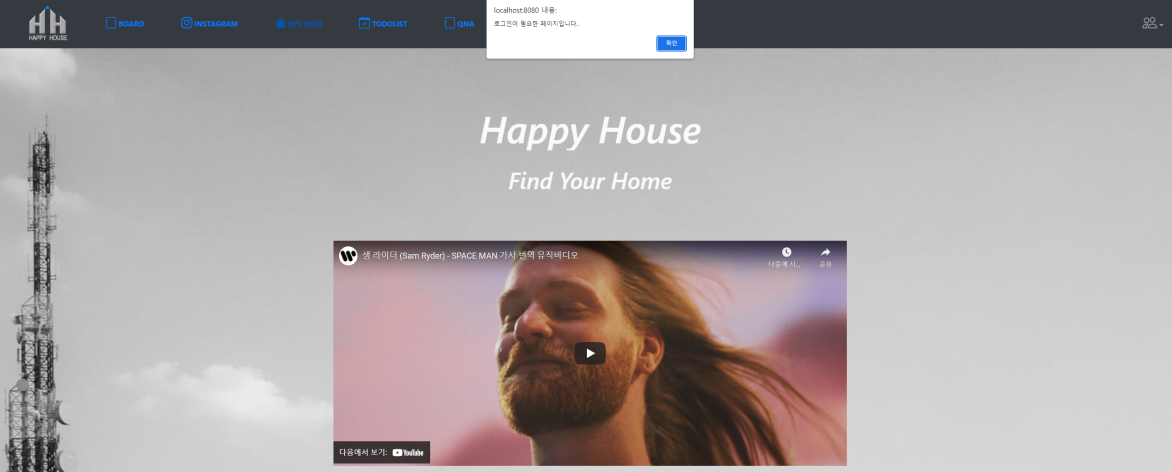 HAPPY HOUSE
BOARD
INSTAGRAM
APT INFO
TODOLIST
QNA
localhost:8080 내용:
로그인이 필요한 페이지입니다.
확인
Happy House
Find Your Home
샘 라이더 (Sam Ryder) - SPACE MAN 가사 번역 뮤직비디오
나중에 시...
공유
다음에서 보기: YouTube